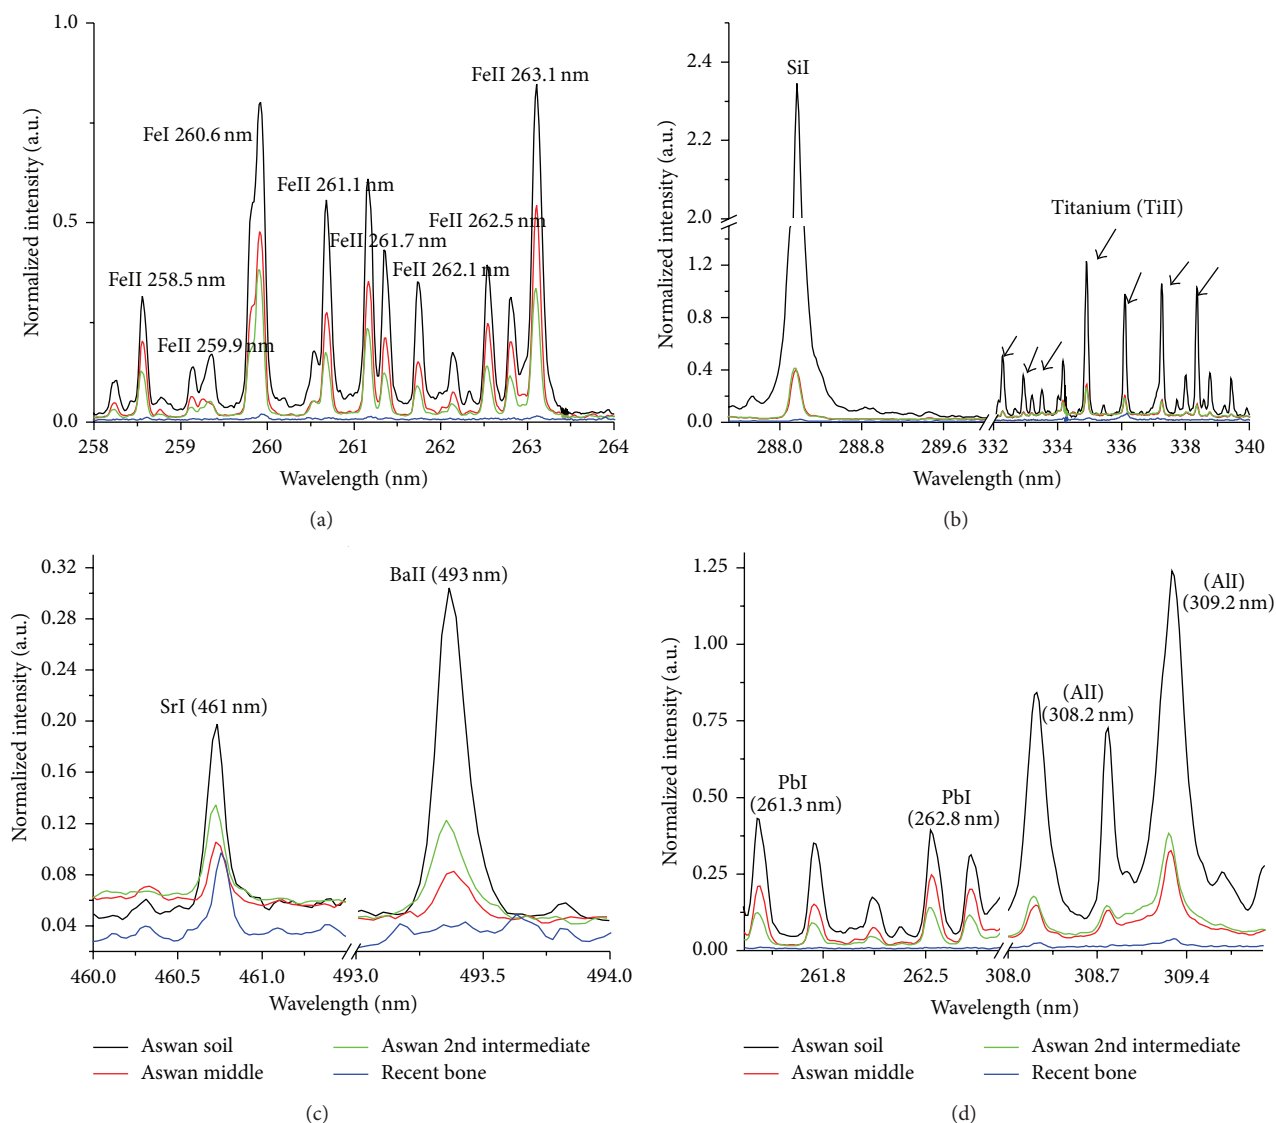 1.0
0.5
0.0
Normalized intensity (a.u.)
FeII 263.1 nm
FeI 260.6 nm
FeII 261.1 nm
FeII 262.5 nm
FeII 261.7 nm
FeII 262.1 nm
FeII 258.5 nm
FeII 259.9 nm
258 259 260 261 262 263 264
Wavelength (nm)
(a)
2.4
2.2
2.0
1.2
0.8
0.4
0.0
Normalized intensity (a.u.)
SiI
Titanium (TiII)
288.0 288.8 289.6 332 334 336 338 340
Wavelength (nm)
(b)
0.32
0.28
0.24
0.20
0.16
0.12
0.08
0.04
Normalized intensity (a.u.)
BaII (493 nm)
SrI (461 nm)
460.0 460.5 461.0 493.0 493.5 494.0
Wavelength (nm)
Aswan soil
Aswan middle
Aswan 2nd intermediate
Recent bone
(c)
1.25
1.00
0.75
0.50
0.25
0.00
Normalized intensity (a.u.)
(AlI)
(309.2 nm)
(AlI)
(308.2 nm)
PbI
(261.3 nm)
PbI
(262.8 nm)
261.8 262.5 308.0 308.7 309.4
Wavelength (nm)
Aswan soil
Aswan middle
Aswan 2nd intermediate
Recent bone
(d)